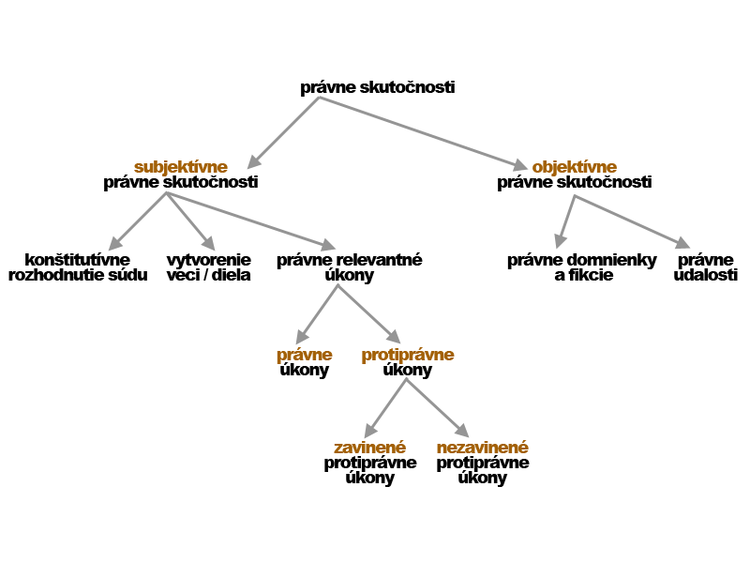 právne skutočnosti
subjektívne
právne skutočnosti
objektívne
právne skutočnosti
konštitutívne
rozhodnutie súdu
vytvorenie
veci / diela
právne relevantné
úkony
právne domnienky
a fikcie
právne
udalosti
právne
úkony
protiprávne
úkony
zavinené
protiprávne
úkony
nezavinené
protiprávne
úkony